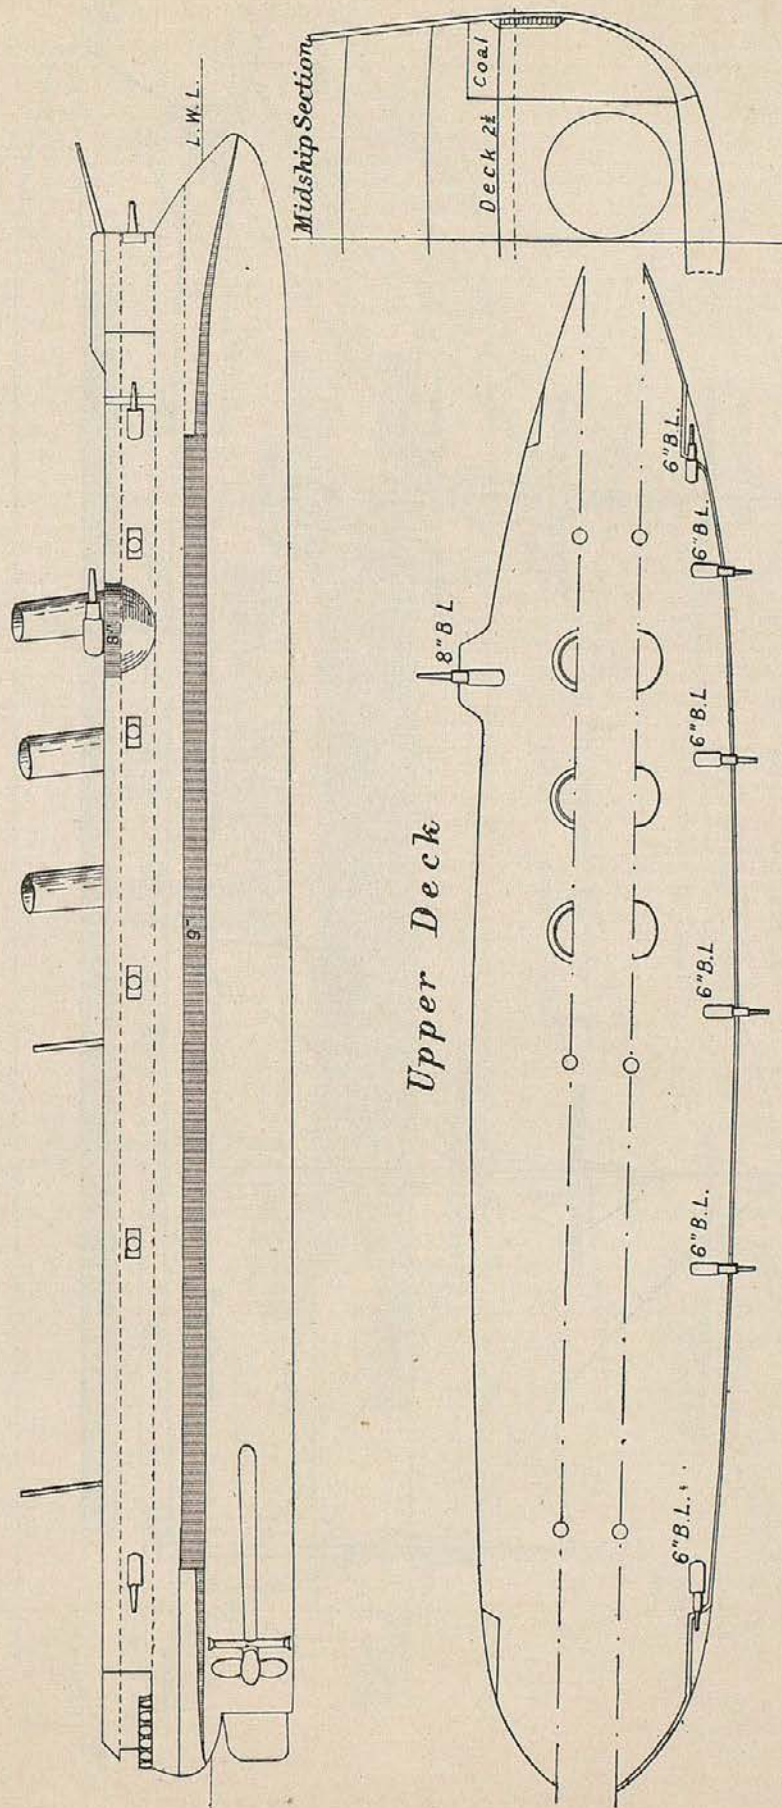 L.W.L.
8"
9"
Midship Section
Coal
Deck 2½
Upper Deck
8" B L
6" B.L.
6" B L.
6" B.L
6" B.L
6" B.L.
6" B.L.